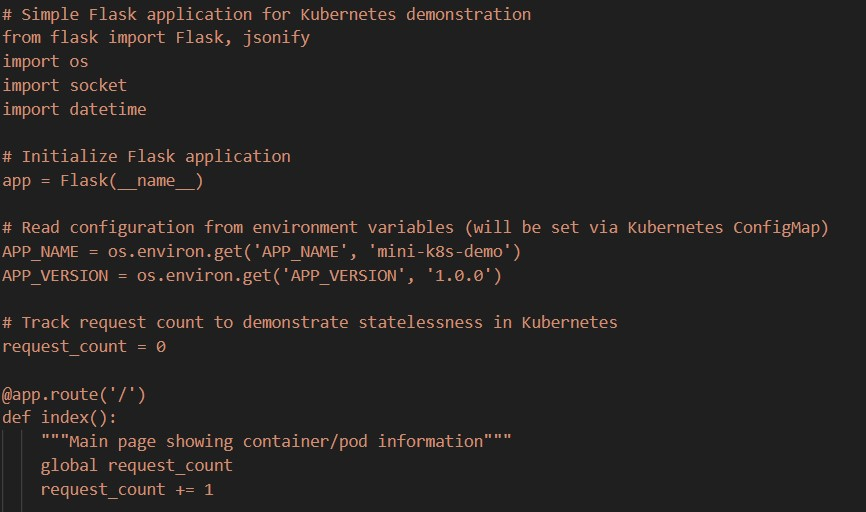 # Simple Flask application for Kubernetes demonstration
from flask import Flask, jsonify
import os
import socket
import datetime

# Initialize Flask application
app = Flask(__name__)

# Read configuration from environment variables (will be set via Kubernetes ConfigMap)
APP_NAME = os.environ.get('APP_NAME', 'mini-k8s-demo')
APP_VERSION = os.environ.get('APP_VERSION', '1.0.0')

# Track request count to demonstrate statelessness in Kubernetes
request_count = 0

@app.route('/')
def index():
    """Main page showing container/pod information"""
    global request_count
    request_count += 1